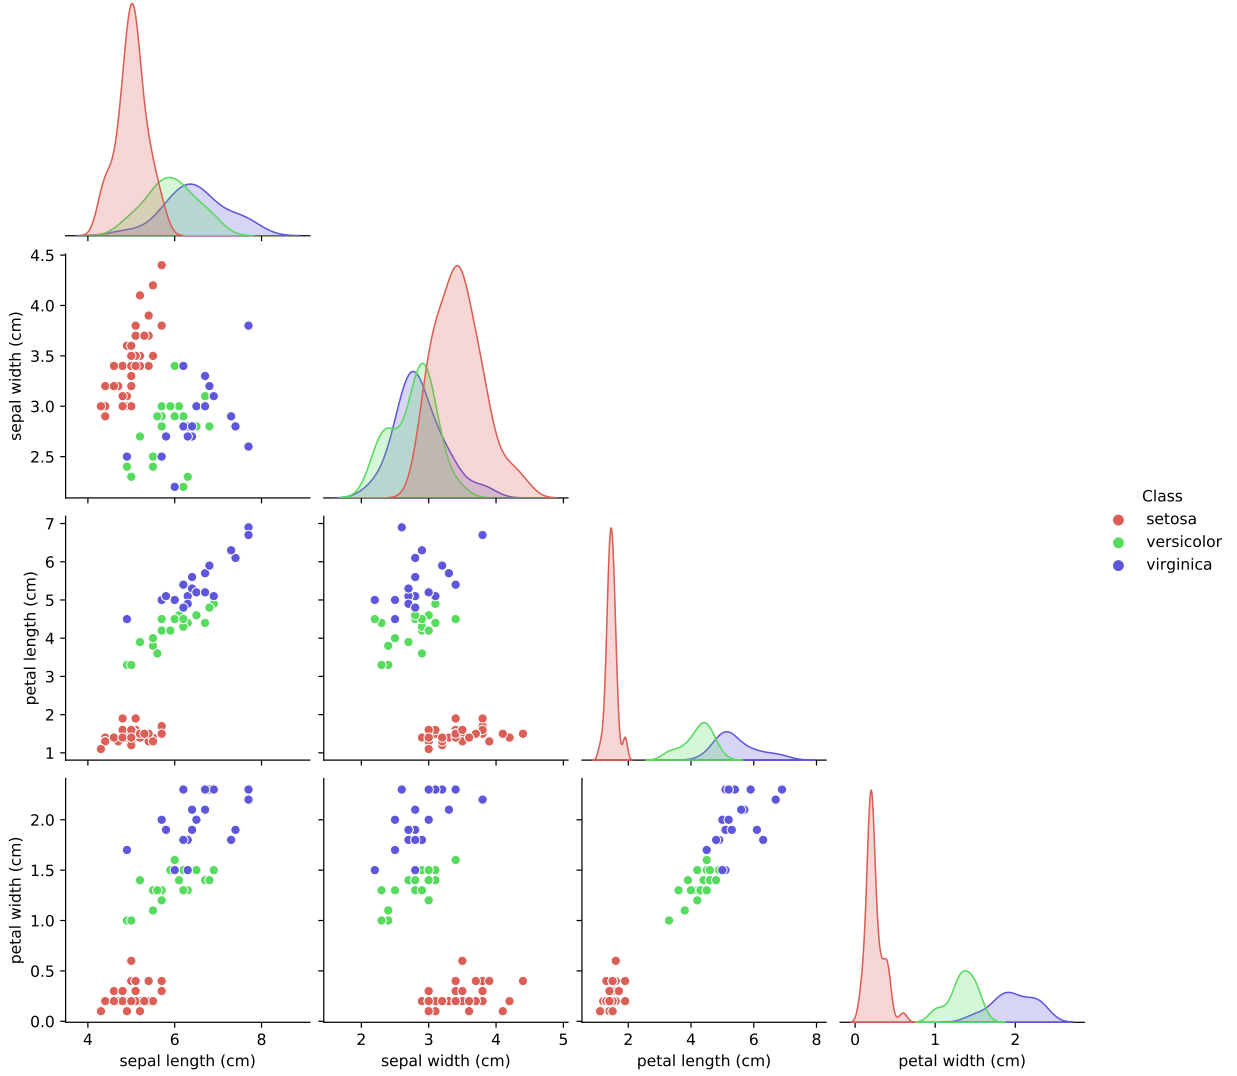 4.5
4.0
3.5
3.0
2.5
sepal width (cm)
7
6
5
4
3
2
1
petal length (cm)
Class
setosa
versicolor
virginica
2.0
1.5
1.0
0.5
0.0
petal width (cm)
4 6 8
sepal length (cm)
2 3 4 5
sepal width (cm)
2 4 6 8
petal length (cm)
0 1 2
petal width (cm)